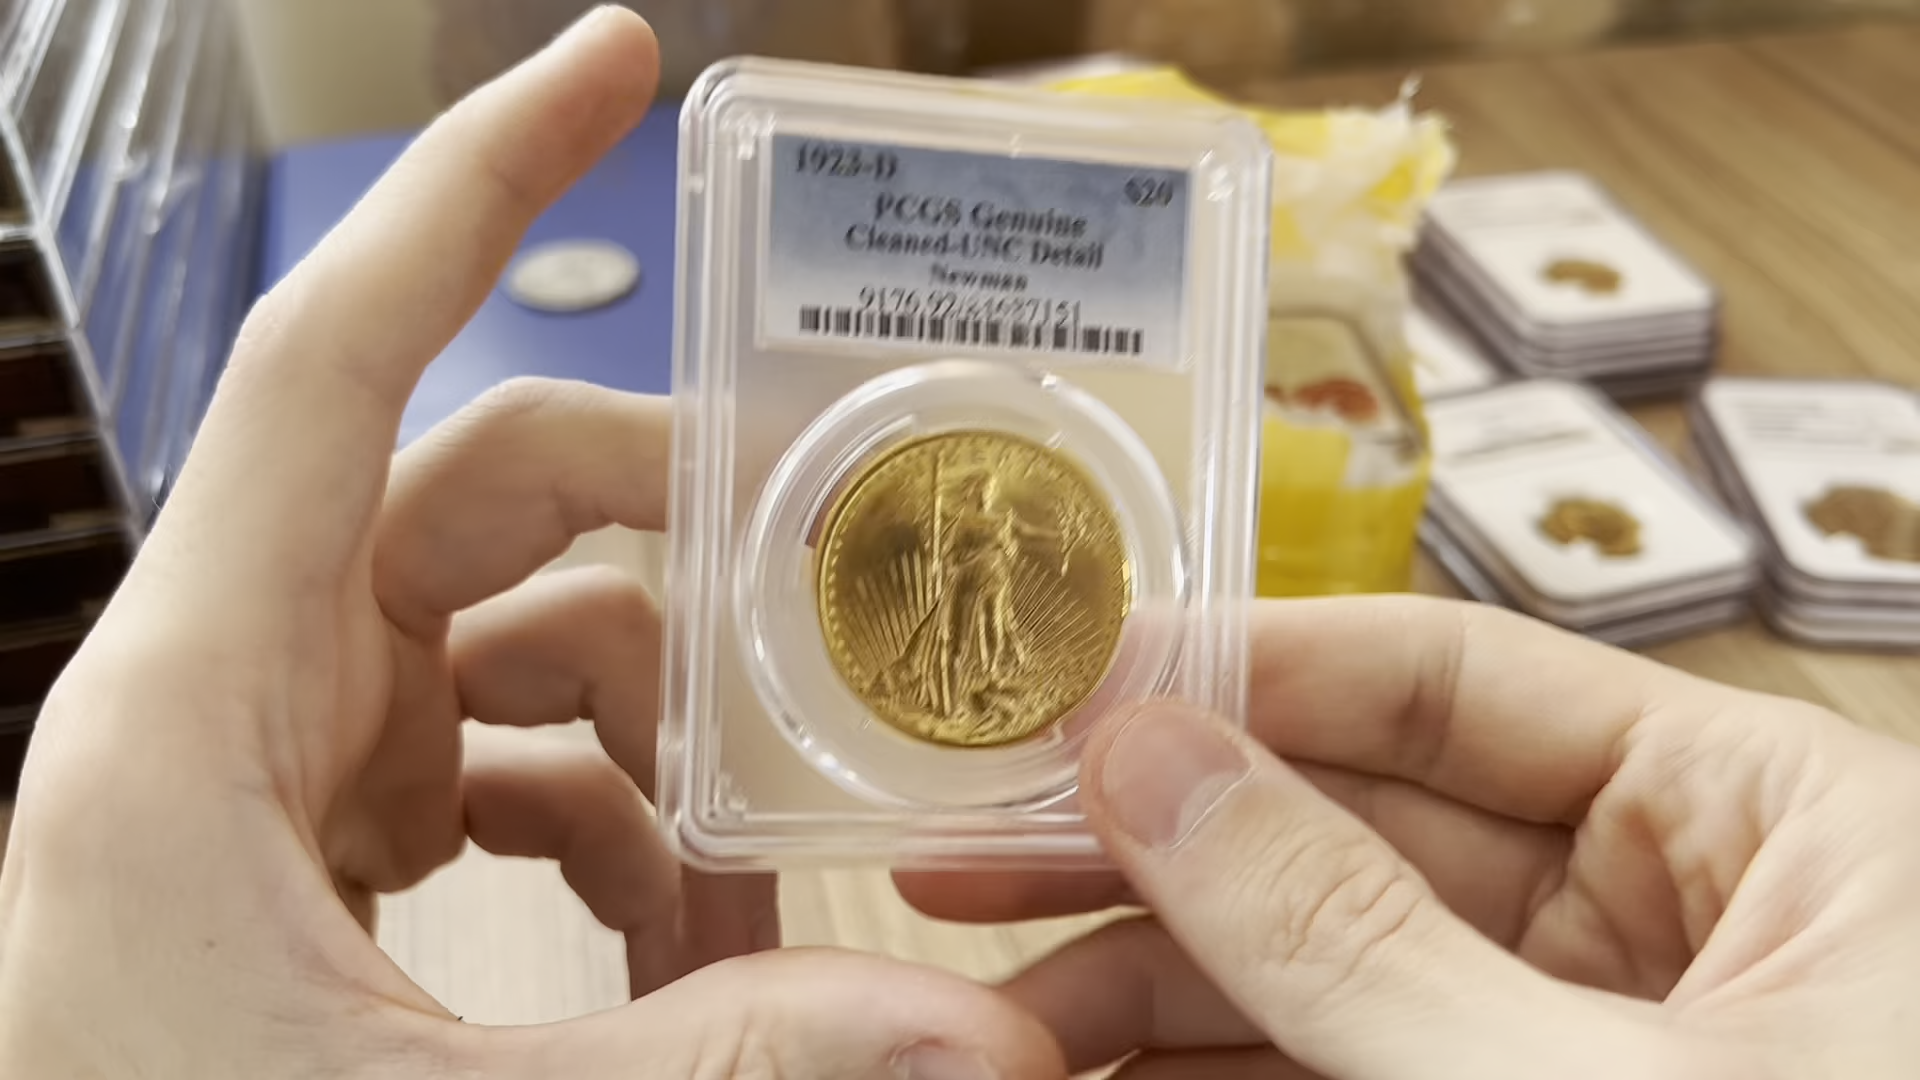 1923-D
$20
PCGS Genuine
Cleaned-UNC Detail
Newman